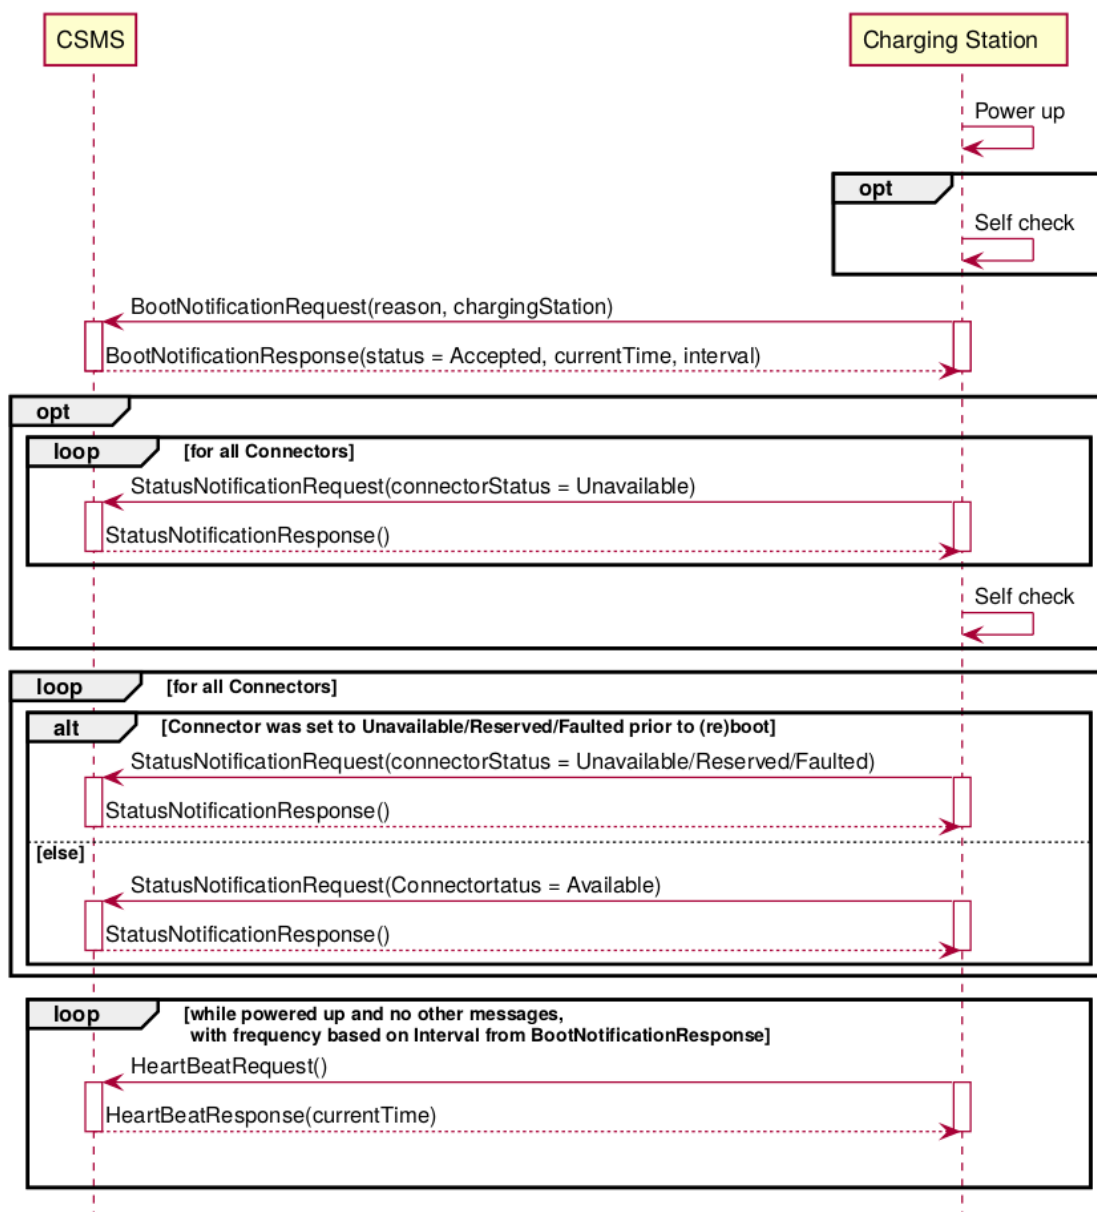 CSMS
Charging Station
Power up
opt
Self check
BootNotificationRequest(reason, chargingStation)
BootNotificationResponse(status = Accepted, currentTime, interval)
opt
loop [for all Connectors]
StatusNotificationRequest(connectorStatus = Unavailable)
StatusNotificationResponse()
Self check
loop [for all Connectors]
alt [Connector was set to Unavailable/Reserved/Faulted prior to (re)boot]
StatusNotificationRequest(connectorStatus = Unavailable/Reserved/Faulted)
StatusNotificationResponse()
[else]
StatusNotificationRequest(Connectortatus = Available)
StatusNotificationResponse()
loop [while powered up and no other messages,
with frequency based on Interval from BootNotificationResponse]
HeartBeatRequest()
HeartBeatResponse(currentTime)